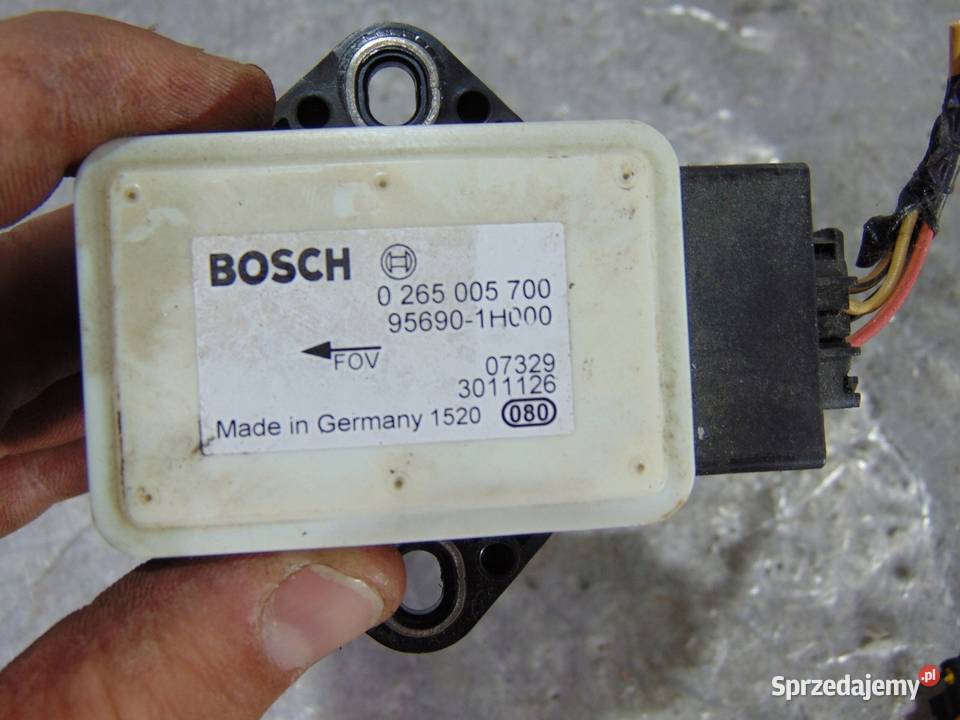 BOSCH
0 265 005 700
95690-1H000
FOV
07329
3011126
Made in Germany 1520 080
Sprzedajemy.pl